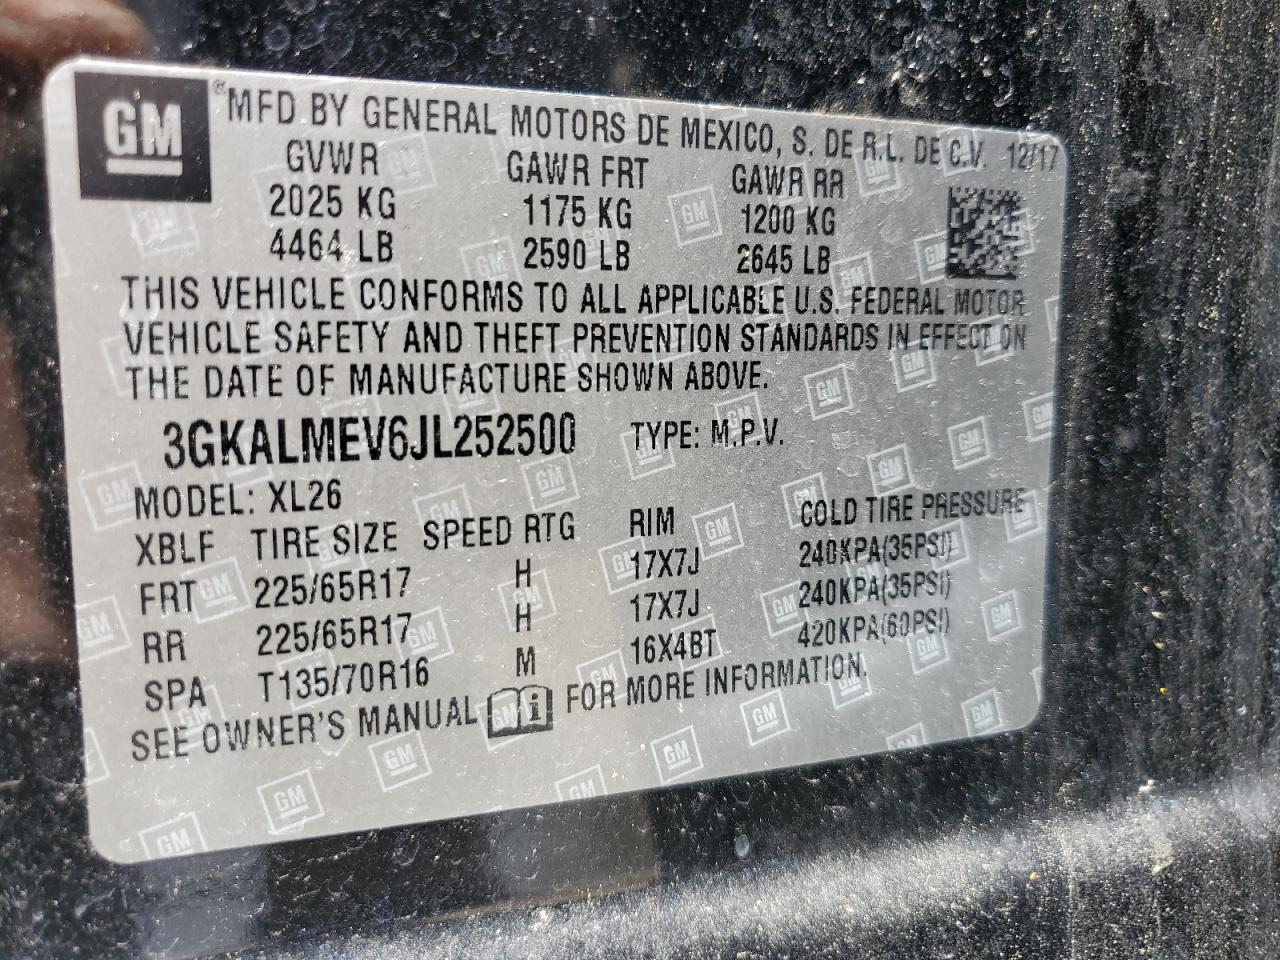 GM
® MFD BY GENERAL MOTORS DE MEXICO, S. DE R.L. DE C.V. 12/17
GVWR GAWR FRT GAWR RR
2025 KG 1175 KG 1200 KG
4464 LB 2590 LB 2645 LB
THIS VEHICLE CONFORMS TO ALL APPLICABLE U.S. FEDERAL MOTOR
VEHICLE SAFETY AND THEFT PREVENTION STANDARDS IN EFFECT ON
THE DATE OF MANUFACTURE SHOWN ABOVE.
3GKALMEV6JL252500 TYPE: M.P.V.
MODEL: XL26
XBLF TIRE SIZE SPEED RTG RIM COLD TIRE PRESSURE
FRT 225/65R17 H 17X7J 240KPA(35PSI)
RR 225/65R17 H 17X7J 240KPA(35PSI)
SPA T135/70R16 M 16X4BT 420KPA(60PSI)
SEE OWNER'S MANUAL i FOR MORE INFORMATION.